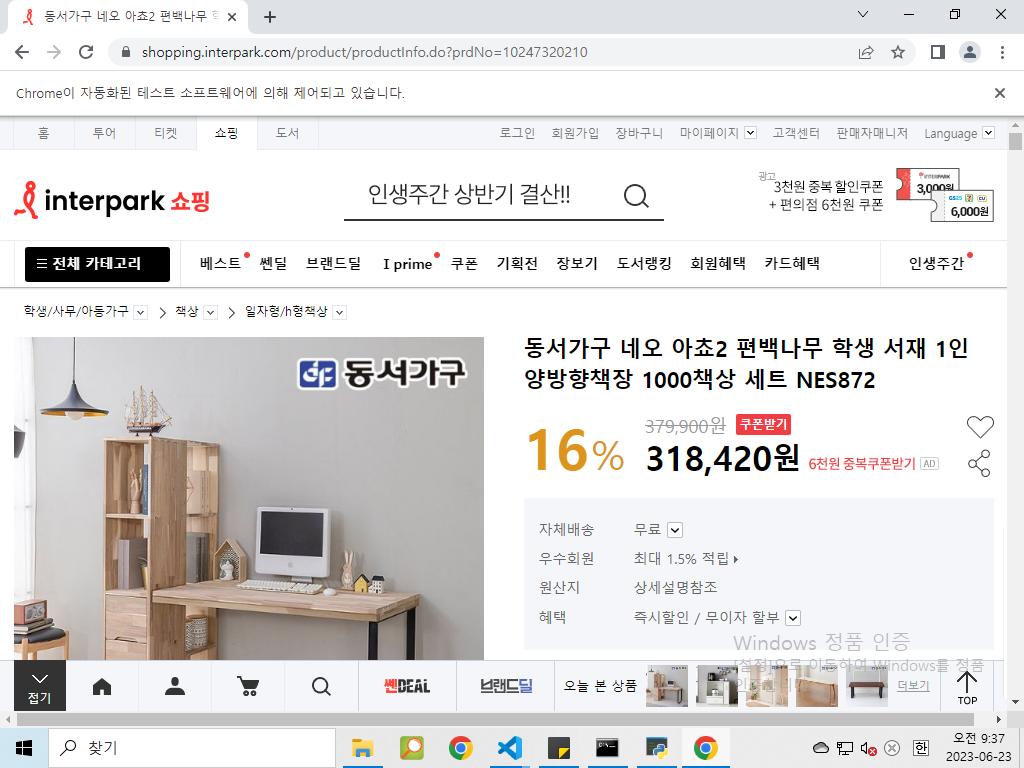 동서가구 네오 아쵸2 편백나무 학
shopping.interpark.com/product/productInfo.do?prdNo=10247320210
Chrome이 자동화된 테스트 소프트웨어에 의해 제어되고 있습니다.
홈 투어 티켓 쇼핑 도서 로그인 회원가입 장바구니 마이페이지 고객센터 판매자매니저 Language
interpark 쇼핑
인생주간 상반기 결산!!
광고
3천원 중복 할인쿠폰
+ 편의점 6천원 쿠폰
INTERPARK
3,000원
GS25 CU
6,000원
전체 카테고리 베스트 쎈딜 브랜드딜 I prime 쿠폰 기획전 장보기 도서랭킹 회원혜택 카드혜택 인생주간
학생/사무/아동가구 책상 일자형/h형책상
동서가구
동서가구 네오 아쵸2 편백나무 학생 서재 1인
양방향책장 1000책상 세트 NES872
16%
379,900원 쿠폰받기
318,420원 6천원 중복쿠폰받기 AD
자체배송 무료
우수회원 최대 1.5% 적립
원산지 상세설명참조
혜택 즉시할인 / 무이자 할부
Windows 정품 인증
[설정]으로 이동하여 Windows를 정품
접기 쎈DEAL 브랜드딜 오늘 본 상품 더보기 TOP
찾기
한
오전 9:37
2023-06-23